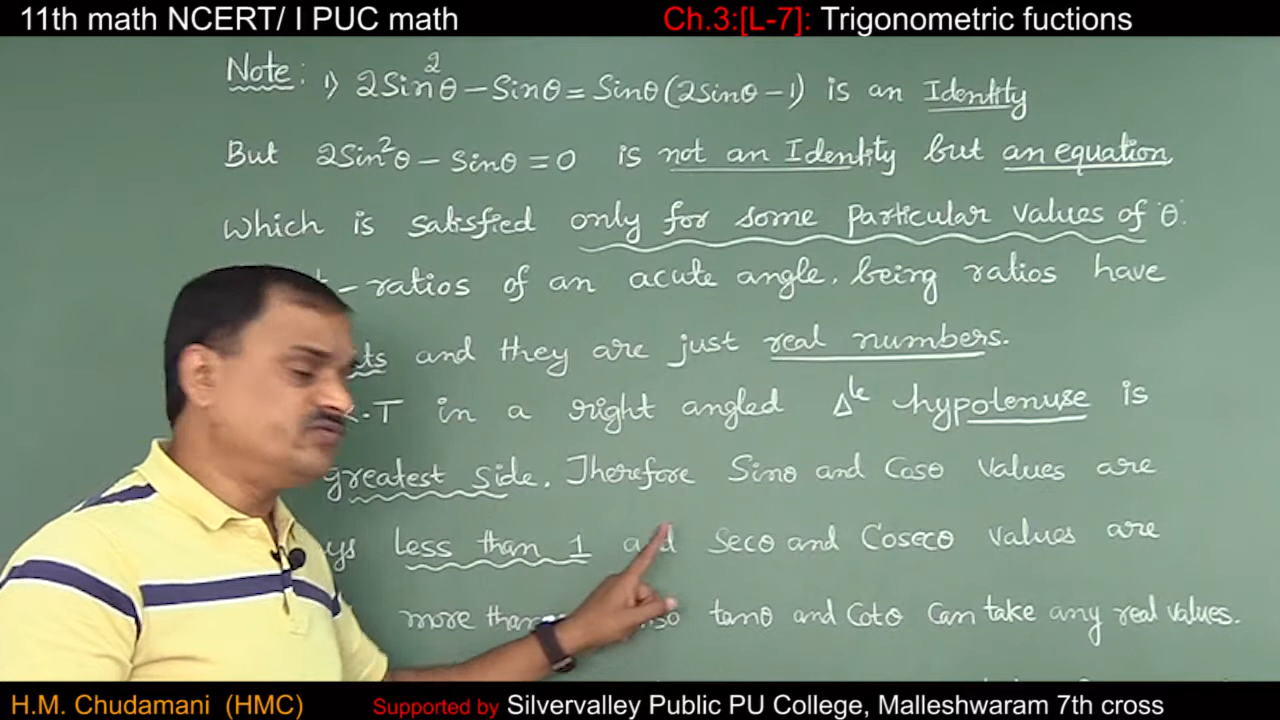 11th math NCERT/ I PUC math Ch.3:[L-7]: Trigonometric fuctions
Note: 1) 2Sin²θ - Sinθ = Sinθ(2Sinθ - 1) is an Identity
But 2Sin²θ - Sinθ = 0 is not an Identity but an equation
which is satisfied only for some particular values of 'θ'.
-ratios of an acute angle, being ratios have
and they are just real numbers.
K.T in a right angled Δle hypotenuse is
greatest side. Therefore Sinθ and Cosθ values are
less than 1 and Secθ and Cosecθ values are
more than tanθ and Cotθ Can take any real values.
H.M. Chudamani (HMC) Supported by Silvervalley Public PU College, Malleshwaram 7th cross